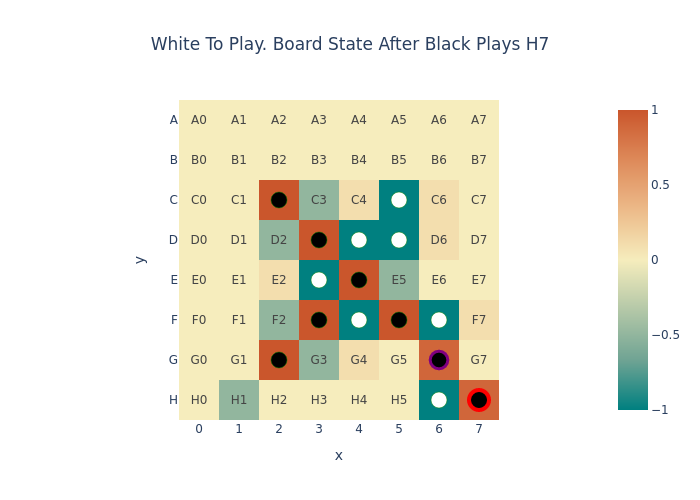 White To Play. Board State After Black Plays H7
A A0 A1 A2 A3 A4 A5 A6 A7
B B0 B1 B2 B3 B4 B5 B6 B7
C C0 C1 C3 C4 C6 C7
D D0 D1 D2 D6 D7
E E0 E1 E2 E5 E6 E7
F F0 F1 F2 F7
G G0 G1 G3 G4 G5 G7
H H0 H1 H2 H3 H4 H5
0 1 2 3 4 5 6 7
x
y
1
0.5
0
−0.5
−1